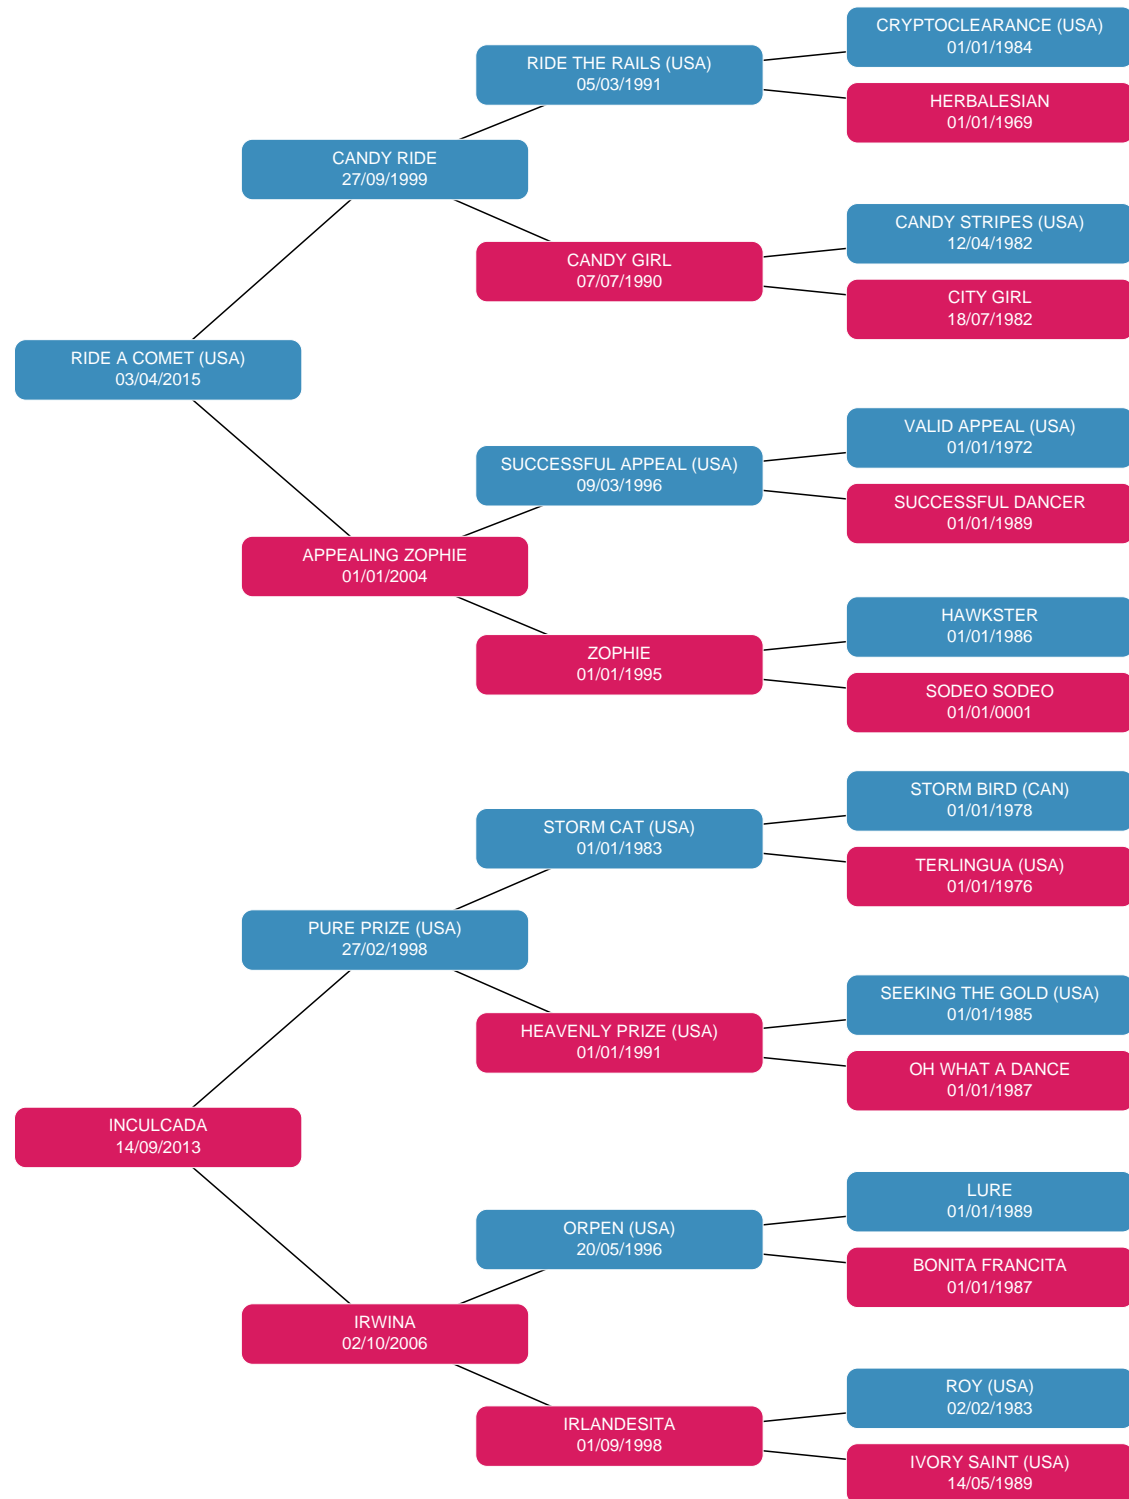 CRYPTOCLEARANCE (USA)
01/01/1984
RIDE THE RAILS (USA)
05/03/1991
HERBALESIAN
01/01/1969
CANDY RIDE
27/09/1999
CANDY STRIPES (USA)
12/04/1982
CANDY GIRL
07/07/1990
CITY GIRL
18/07/1982
RIDE A COMET (USA)
03/04/2015
VALID APPEAL (USA)
01/01/1972
SUCCESSFUL APPEAL (USA)
09/03/1996
SUCCESSFUL DANCER
01/01/1989
APPEALING ZOPHIE
01/01/2004
HAWKSTER
01/01/1986
ZOPHIE
01/01/1995
SODEO SODEO
01/01/0001
STORM BIRD (CAN)
01/01/1978
STORM CAT (USA)
01/01/1983
TERLINGUA (USA)
01/01/1976
PURE PRIZE (USA)
27/02/1998
SEEKING THE GOLD (USA)
01/01/1985
HEAVENLY PRIZE (USA)
01/01/1991
OH WHAT A DANCE
01/01/1987
INCULCADA
14/09/2013
LURE
01/01/1989
ORPEN (USA)
20/05/1996
BONITA FRANCITA
01/01/1987
IRWINA
02/10/2006
ROY (USA)
02/02/1983
IRLANDESITA
01/09/1998
IVORY SAINT (USA)
14/05/1989